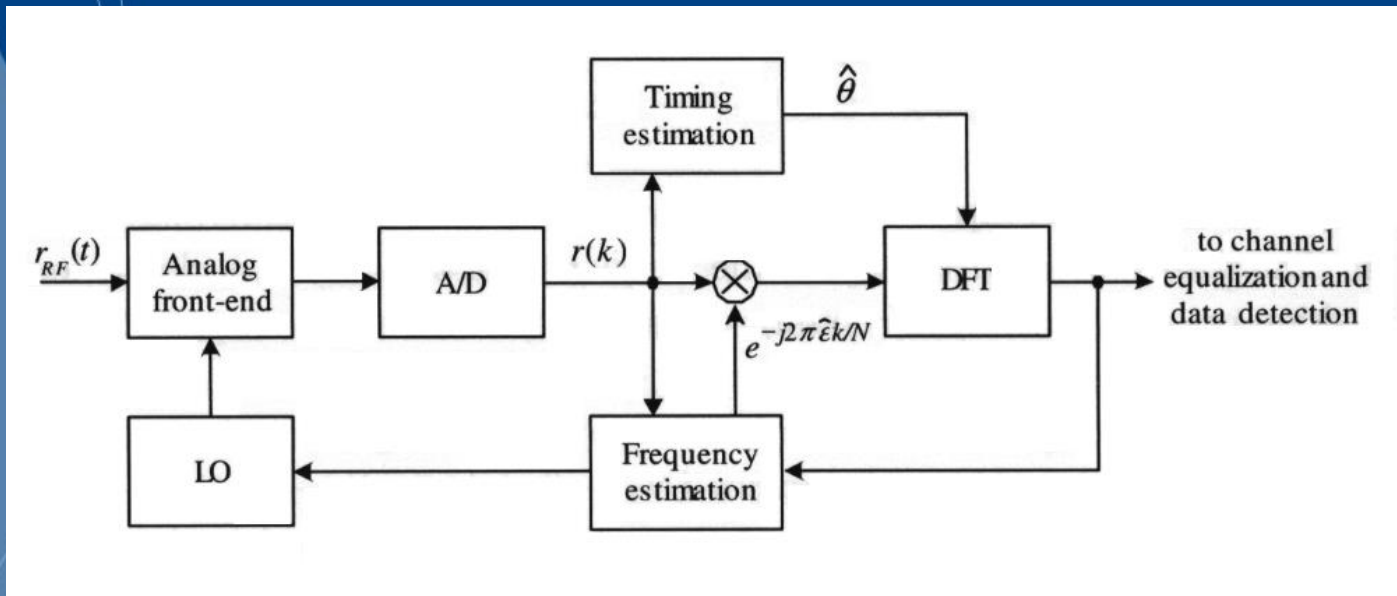 Timing
estimation
θ̂
r_RF(t)
Analog
front-end
A/D
r(k)
e^{-j2πε̂k/N}
DFT
to channel
equalization and
data detection
LO
Frequency
estimation